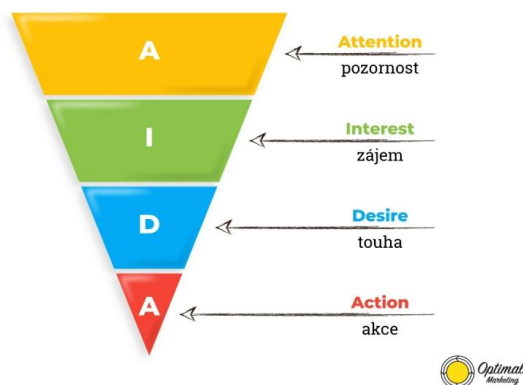 A
Attention
pozornost
I
Interest
zájem
D
Desire
touha
A
Action
akce
Optimal
Marketing